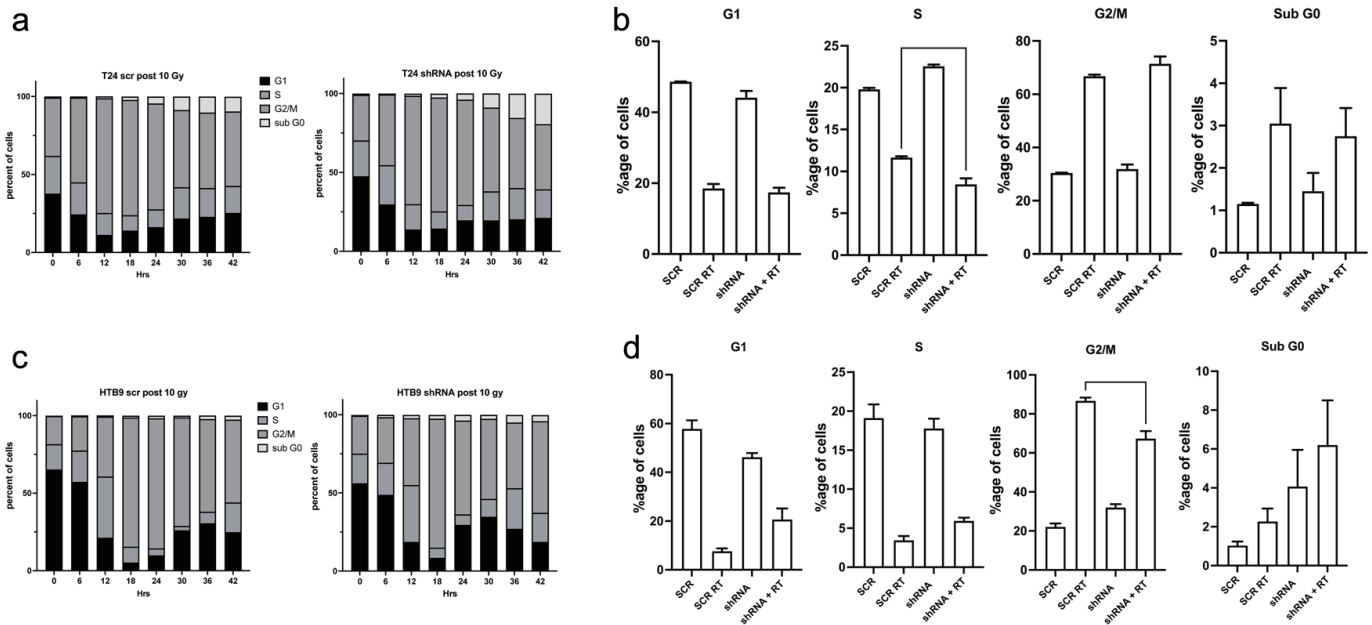 a
T24 scr post 10 Gy
percent of cells
100
50
0
0 6 12 18 24 30 36 42
Hrs
G1
S
G2/M
sub G0
T24 shRNA post 10 Gy
percent of cells
100
50
0
0 6 12 18 24 30 36 42
Hrs
b
G1
%age of cells
60
40
20
0
SCR
SCR RT
shRNA
shRNA + RT
S
%age of cells
25
20
15
10
5
0
SCR
SCR RT
shRNA
shRNA + RT
G2/M
%age of cells
80
60
40
20
0
SCR
SCR RT
shRNA
shRNA + RT
Sub G0
%age of cells
5
4
3
2
1
0
SCR
SCR RT
shRNA
shRNA + RT
c
HTB9 scr post 10 gy
percent of cells
100
50
0
0 6 12 18 24 30 36 42
Hrs
G1
S
G2/M
sub G0
HTB9 shRNA post 10 gy
percent of cells
100
50
0
0 6 12 18 24 30 36 42
Hrs
d
G1
%age of cells
80
60
40
20
0
SCR
SCR RT
shRNA
shRNA + RT
S
%age of cells
25
20
15
10
5
0
SCR
SCR RT
shRNA
shRNA + RT
G2/M
%age of cells
100
80
60
40
20
0
SCR
SCR RT
shRNA
shRNA + RT
Sub G0
%age of cells
10
8
6
4
2
0
SCR
SCR RT
shRNA
shRNA + RT